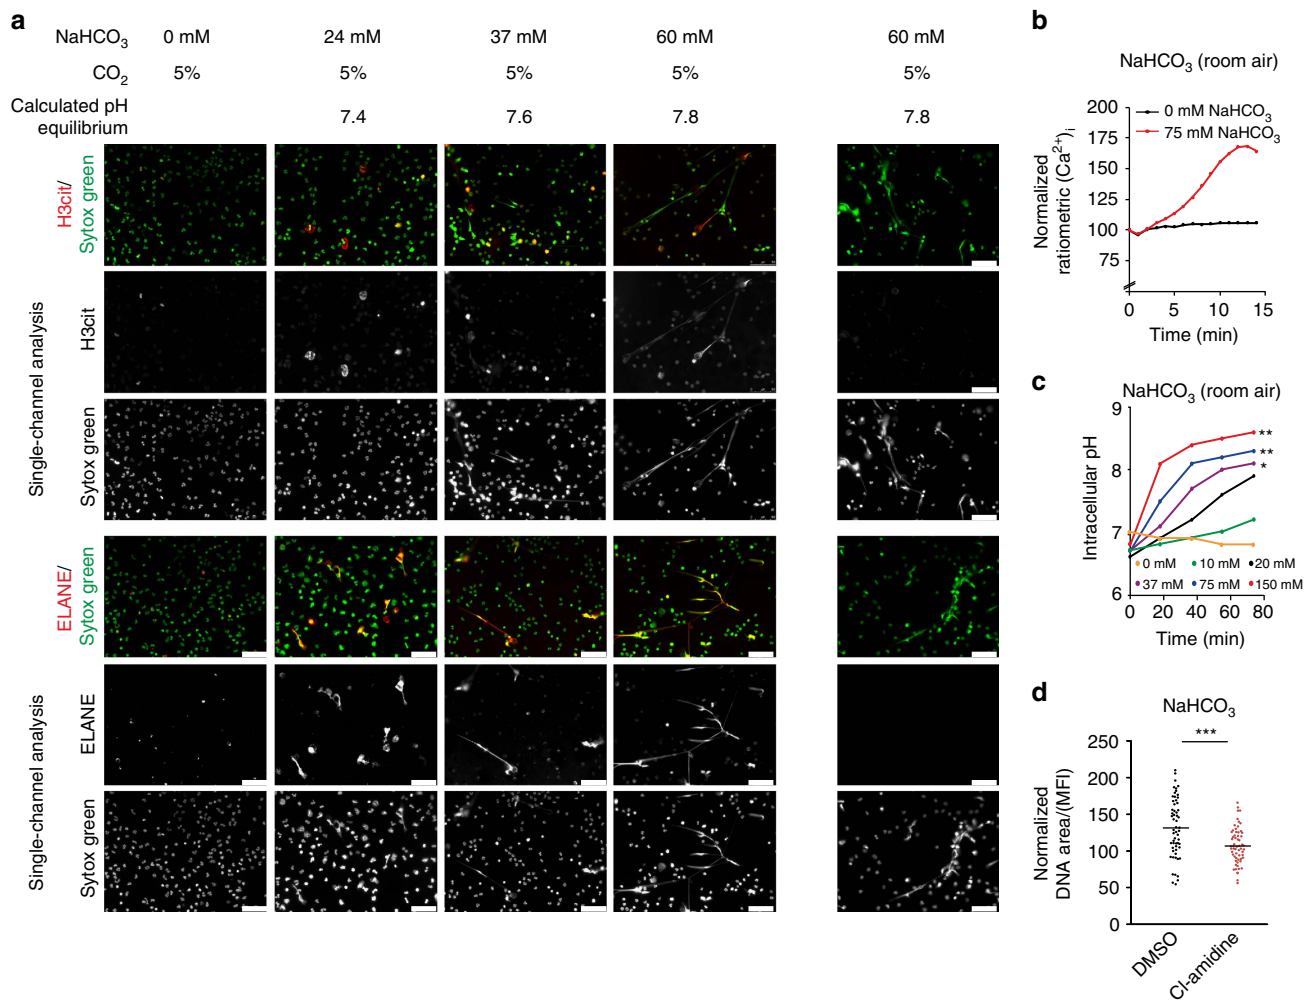 a
NaHCO3 0 mM 24 mM 37 mM 60 mM 60 mM
CO2 5% 5% 5% 5% 5%
Calculated pH equilibrium 7.4 7.6 7.8 7.8
H3cit/
Sytox green
Single-channel analysis
H3cit
Sytox green
ELANE/
Sytox green
Single-channel analysis
ELANE
Sytox green
b
NaHCO3 (room air)
Normalized
ratiometric (Ca2+)i
200
175
150
125
100
75
0 mM NaHCO3
75 mM NaHCO3
0 5 10 15
Time (min)
c
NaHCO3 (room air)
Intracellular pH
9
8
7
6
**
**
*
0 mM 10 mM 20 mM
37 mM 75 mM 150 mM
0 20 40 60 80
Time (min)
d
NaHCO3
***
Normalized
DNA area/(MFI)
250
200
150
100
50
0
DMSO
Cl-amidine